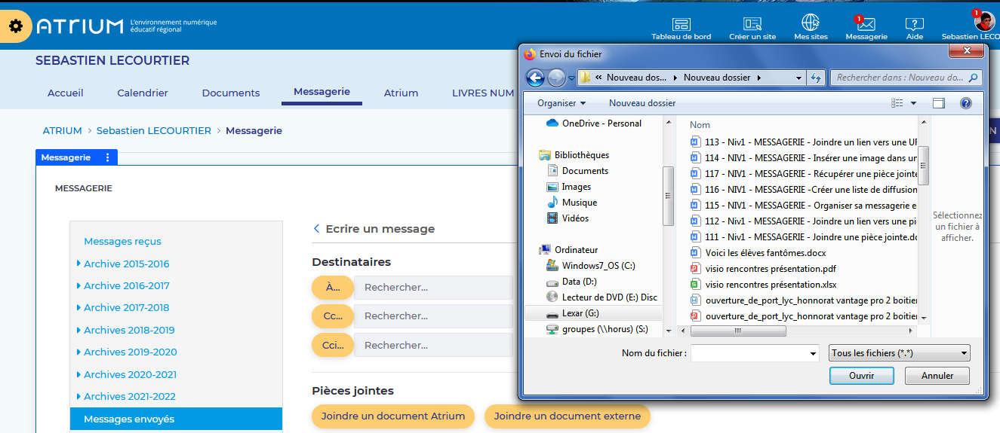 ATRIUM
L'environnement numérique
éducatif régional
Tableau de bord
Créer un site
Mes sites
1
Messagerie
Aide
1
Sebastien LECO
SEBASTIEN LECOURTIER
Accueil
Calendrier
Documents
Messagerie
Atrium
LIVRES NUM
ATRIUM > Sebastien LECOURTIER > Messagerie
Messagerie
MESSAGERIE
Messages reçus
Archive 2015-2016
Archive 2016-2017
Archive 2017-2018
Archives 2018-2019
Archives 2019-2020
Archives 2020-2021
Archives 2021-2022
Messages envoyés
Ecrire un message
Destinataires
À... Rechercher...
Cc... Rechercher...
Cci... Rechercher...
Pièces jointes
Joindre un document Atrium
Joindre un document externe
Envoi du fichier
« Nouveau dos... Nouveau dossier
Rechercher dans : Nouveau do...
Organiser
Nouveau dossier
OneDrive - Personal
Bibliothèques
Documents
Images
Musique
Vidéos
Ordinateur
Windows7_OS (C:)
Data (D:)
Lecteur de DVD (E:) Disc
Lexar (G:)
groupes (\\horus) (S:)
Nom
113 - Niv1 - MESSAGERIE - Joindre un lien vers une UR
114 - NIV1 - MESSAGERIE - Insérer une image dans un
117 - NIV1 - MESSAGERIE - Récupérer une pièce jointe
116 - NIV1 - MESSAGERIE -Créer une liste de diffusion
115 - NIV1 - MESSAGERIE - Organiser sa messagerie e
112 - Niv1 - MESSAGERIE - Joindre un lien vers une pi
111 - Niv1 - MESSAGERIE - Joindre une pièce jointe.do
Voici les élèves fantômes.docx
visio rencontres présentation.pdf
visio rencontres présentation.xlsx
ouverture_de_port_lyc_honnorat vantage pro 2 boitier
ouverture_de_port_lyc_honnorat vantage pro 2 boitier
Sélectionnez
un fichier à
afficher.
N
Nom du fichier :
Tous les fichiers (*.*)
Ouvrir
Annuler